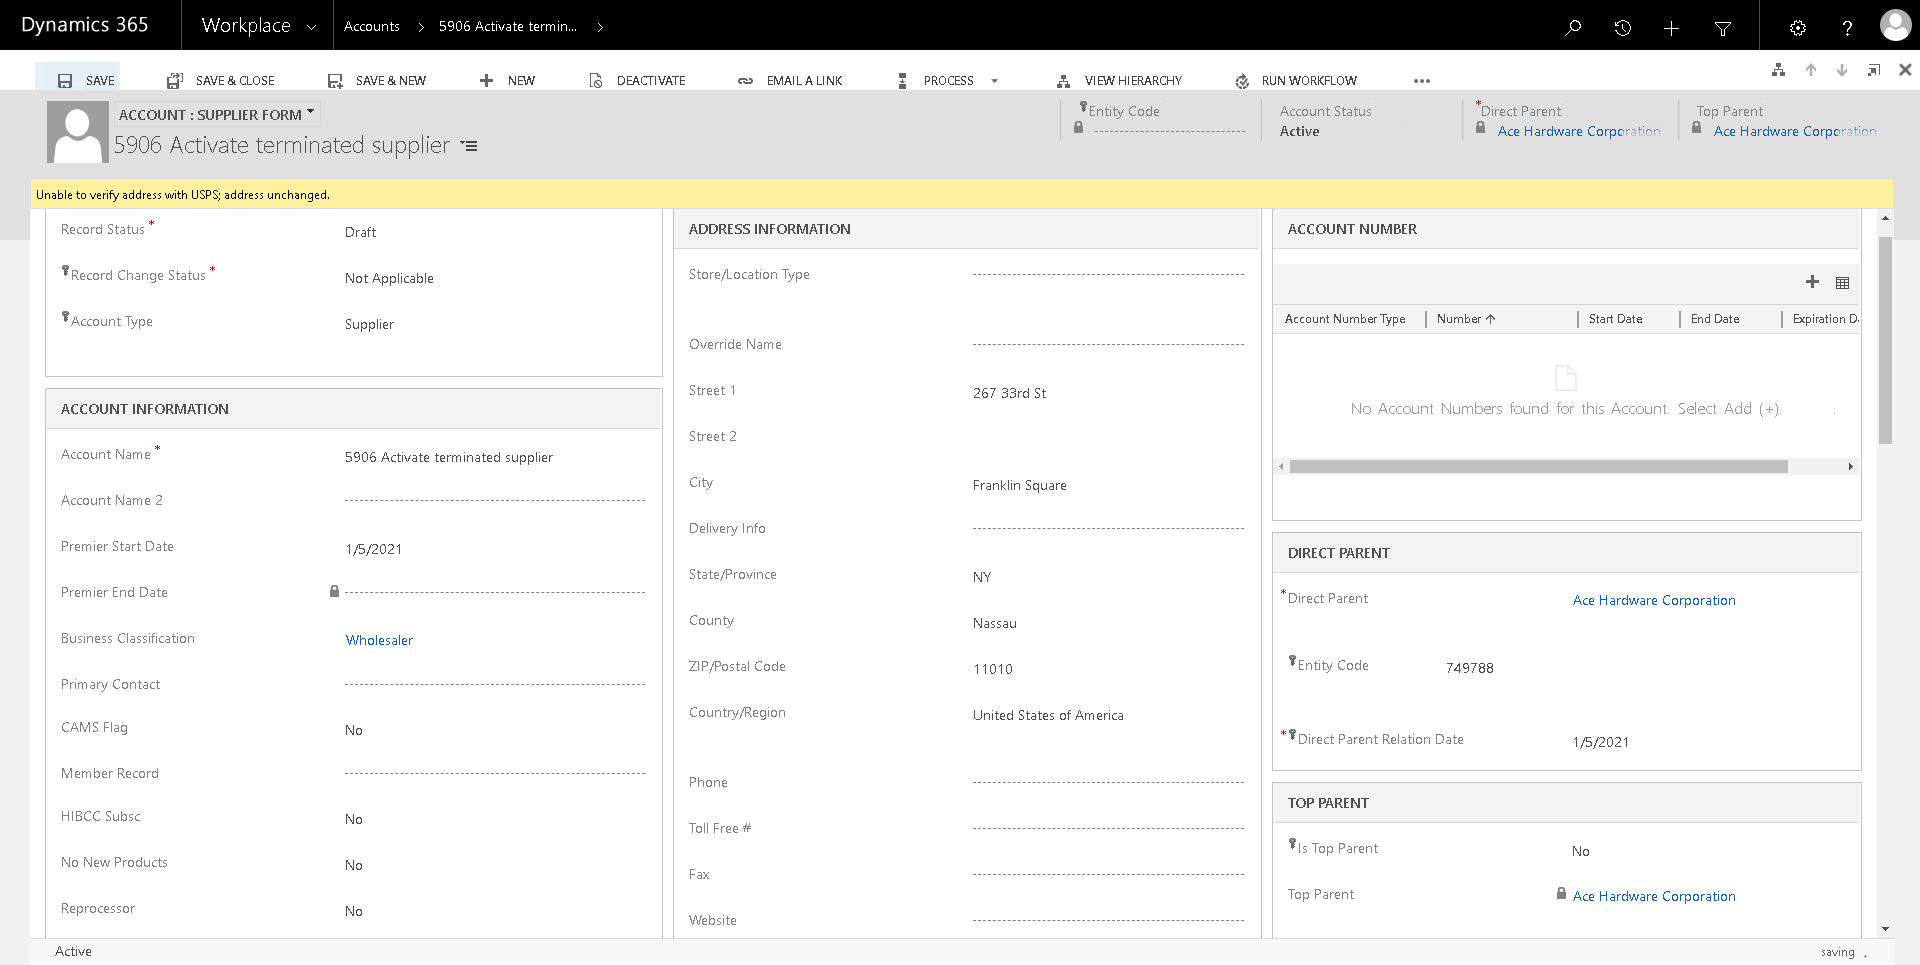 Dynamics 365
Workplace
Accounts
5906 Activate termin...
SAVE
SAVE & CLOSE
SAVE & NEW
NEW
DEACTIVATE
EMAIL A LINK
PROCESS
VIEW HIERARCHY
RUN WORKFLOW
...
ACCOUNT : SUPPLIER FORM
5906 Activate terminated supplier
Entity Code
Account Status
Active
*Direct Parent
Ace Hardware Corporation
Top Parent
Ace Hardware Corporation
Unable to verify address with USPS; address unchanged.
Record Status *
Draft
Record Change Status *
Not Applicable
Account Type
Supplier
ACCOUNT INFORMATION
Account Name *
5906 Activate terminated supplier
Account Name 2
Premier Start Date
1/5/2021
Premier End Date
Business Classification
Wholesaler
Primary Contact
CAMS Flag
No
Member Record
HIBCC Subsc
No
No New Products
No
Reprocessor
No
ADDRESS INFORMATION
Store/Location Type
Override Name
Street 1
267 33rd St
Street 2
City
Franklin Square
Delivery Info
State/Province
NY
County
Nassau
ZIP/Postal Code
11010
Country/Region
United States of America
Phone
Toll Free #
Fax
Website
ACCOUNT NUMBER
Account Number Type
Number
Start Date
End Date
Expiration D
No Account Numbers found for this Account. Select Add (+).
DIRECT PARENT
*Direct Parent
Ace Hardware Corporation
Entity Code
749788
*Direct Parent Relation Date
1/5/2021
TOP PARENT
Is Top Parent
No
Top Parent
Ace Hardware Corporation
Active
saving